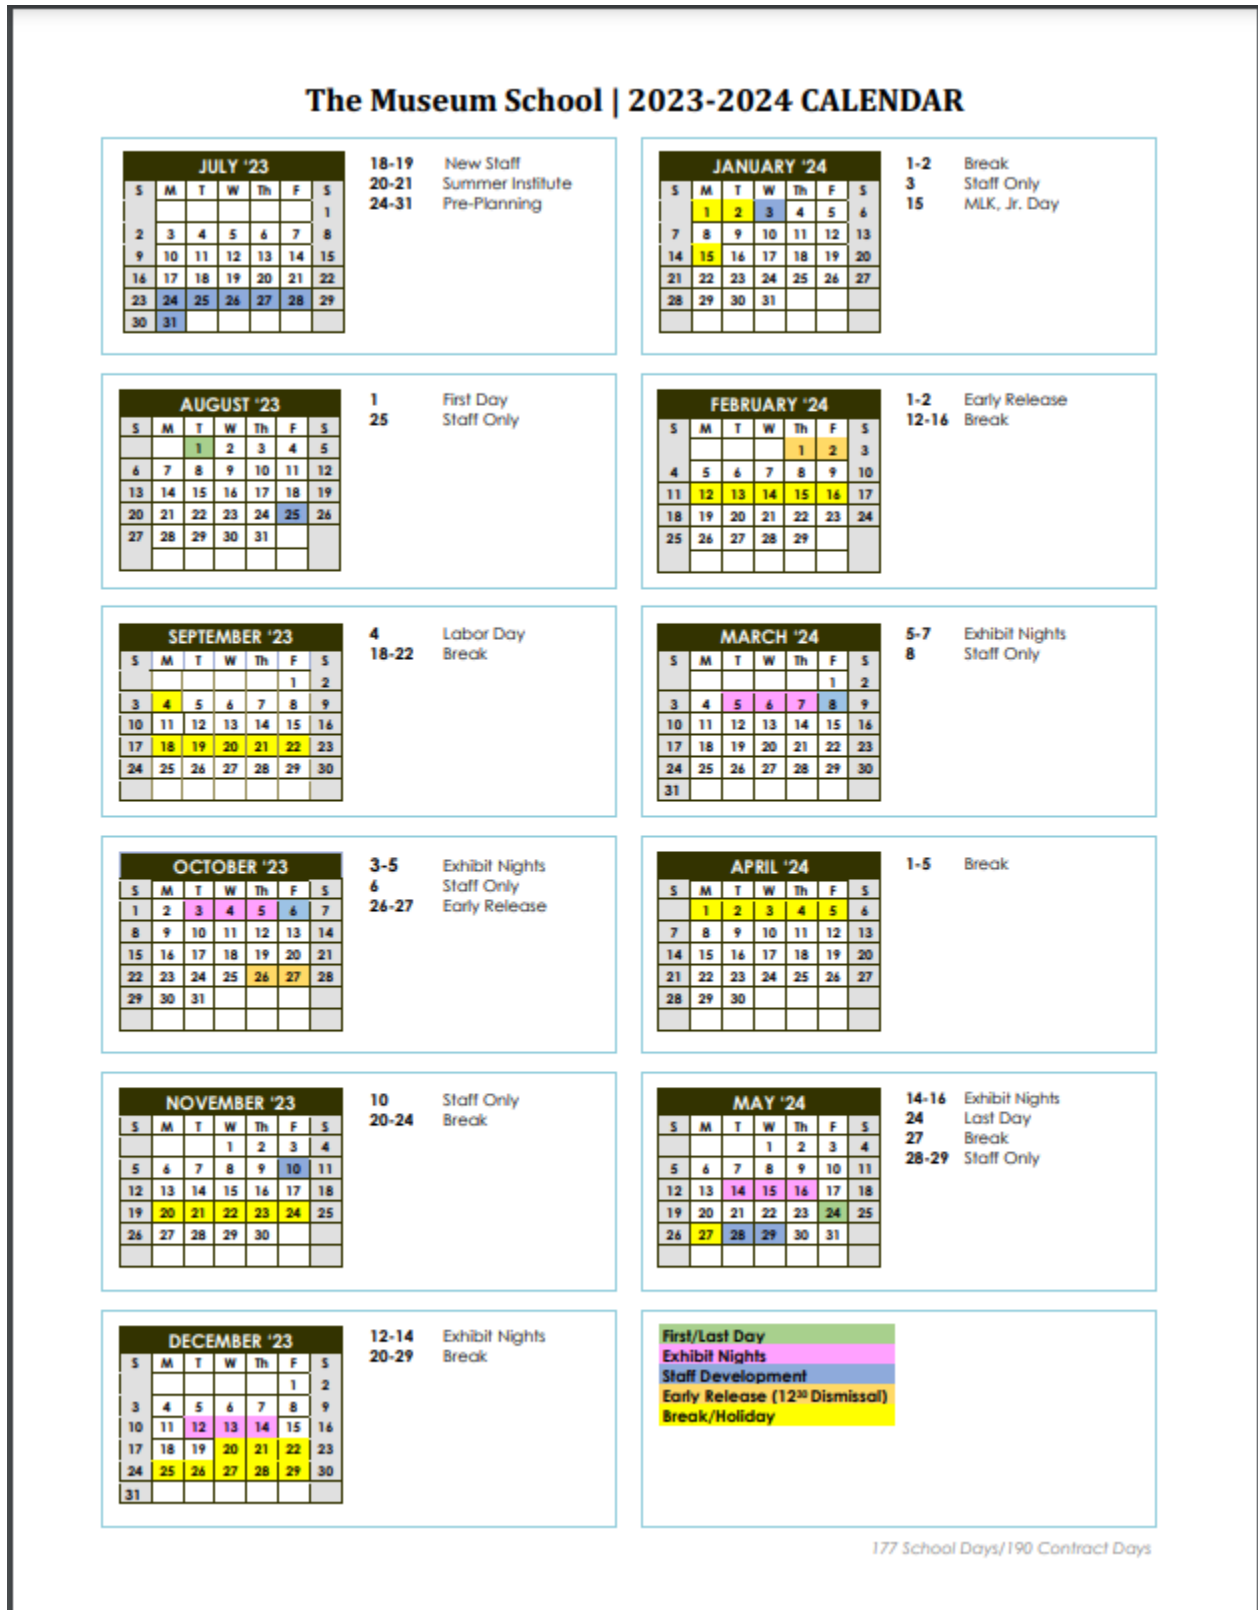 The Museum School | 2023-2024 CALENDAR
JULY '23
S M T W Th F S
1
2 3 4 5 6 7 8
9 10 11 12 13 14 15
16 17 18 19 20 21 22
23 24 25 26 27 28 29
30 31
18-19 New Staff
20-21 Summer Institute
24-31 Pre-Planning
JANUARY '24
S M T W Th F S
1 2 3 4 5 6
7 8 9 10 11 12 13
14 15 16 17 18 19 20
21 22 23 24 25 26 27
28 29 30 31
1-2 Break
3 Staff Only
15 MLK, Jr. Day
AUGUST '23
S M T W Th F S
1 2 3 4 5
6 7 8 9 10 11 12
13 14 15 16 17 18 19
20 21 22 23 24 25 26
27 28 29 30 31
1 First Day
25 Staff Only
FEBRUARY '24
S M T W Th F S
1 2 3
4 5 6 7 8 9 10
11 12 13 14 15 16 17
18 19 20 21 22 23 24
25 26 27 28 29
1-2 Early Release
12-16 Break
SEPTEMBER '23
S M T W Th F S
1 2
3 4 5 6 7 8 9
10 11 12 13 14 15 16
17 18 19 20 21 22 23
24 25 26 27 28 29 30
4 Labor Day
18-22 Break
MARCH '24
S M T W Th F S
1 2
3 4 5 6 7 8 9
10 11 12 13 14 15 16
17 18 19 20 21 22 23
24 25 26 27 28 29 30
31
5-7 Exhibit Nights
8 Staff Only
OCTOBER '23
S M T W Th F S
1 2 3 4 5 6 7
8 9 10 11 12 13 14
15 16 17 18 19 20 21
22 23 24 25 26 27 28
29 30 31
3-5 Exhibit Nights
6 Staff Only
26-27 Early Release
APRIL '24
S M T W Th F S
1 2 3 4 5 6
7 8 9 10 11 12 13
14 15 16 17 18 19 20
21 22 23 24 25 26 27
28 29 30
1-5 Break
NOVEMBER '23
S M T W Th F S
1 2 3 4
5 6 7 8 9 10 11
12 13 14 15 16 17 18
19 20 21 22 23 24 25
26 27 28 29 30
10 Staff Only
20-24 Break
MAY '24
S M T W Th F S
1 2 3 4
5 6 7 8 9 10 11
12 13 14 15 16 17 18
19 20 21 22 23 24 25
26 27 28 29 30 31
14-16 Exhibit Nights
24 Last Day
27 Break
28-29 Staff Only
DECEMBER '23
S M T W Th F S
1 2
3 4 5 6 7 8 9
10 11 12 13 14 15 16
17 18 19 20 21 22 23
24 25 26 27 28 29 30
31
12-14 Exhibit Nights
20-29 Break
First/Last Day
Exhibit Nights
Staff Development
Early Release (12³⁰ Dismissal)
Break/Holiday
177 School Days/190 Contract Days